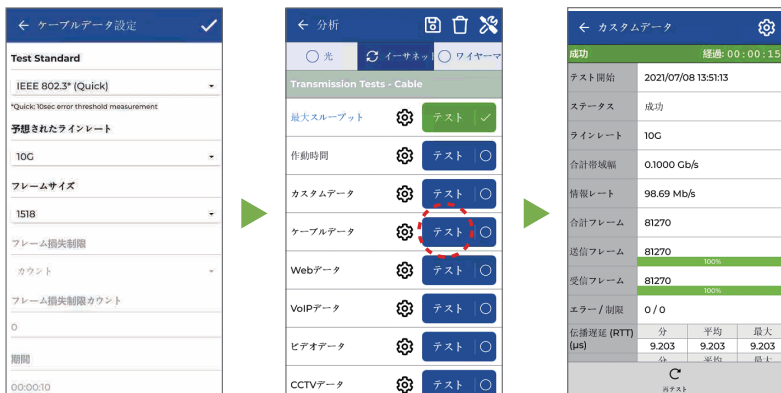 ← ケーブルデータ設定
Test Standard
IEEE 802.3* (Quick)
*Quick: 10sec error threshold measurement
予想されたラインレート
10G
フレームサイズ
1518
フレーム損失制限
カウント
フレーム損失制限カウント
0
期間
00:00:10
← 分析
光 イーサネッ ワイヤーマ
Transmission Tests - Cable
最大スループット テスト
作動時間 テスト
カスタムデータ テスト
ケーブルデータ テスト
Webデータ テスト
VoIPデータ テスト
ビデオデータ テスト
CCTVデータ テスト
← カスタムデータ
成功 経過: 00:00:15
テスト開始 2021/07/08 13:51:13
ステータス 成功
ラインレート 10G
合計帯域幅 0.1000 Gb/s
情報レート 98.69 Mb/s
合計フレーム 81270
送信フレーム 81270
100%
受信フレーム 81270
100%
エラー / 制限 0 / 0
伝播遅延 (RTT) (μs) 分 平均 最大
9.203 9.203 9.203
分 平均 最大
再テスト